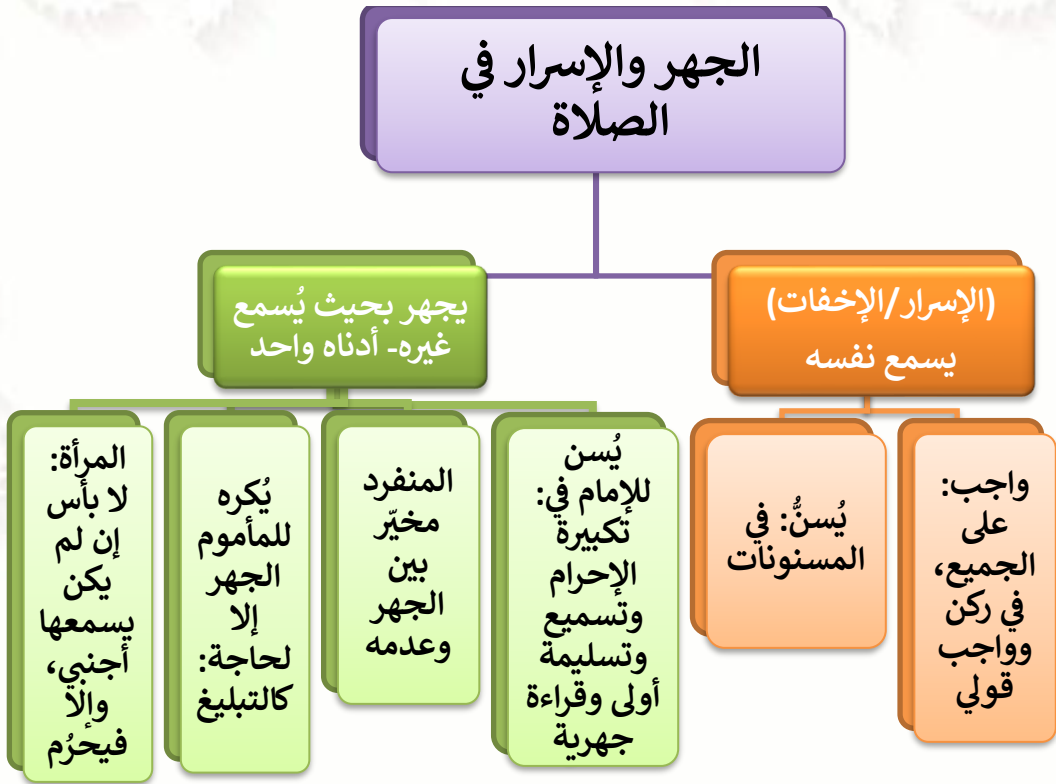 الجهر والإسرار في
الصلاة
(الإسرار/الإخفات)
يسمع نفسه
يجهر بحيث يُسمع
غيره- أدناه واحد
واجب:
على
الجميع،
في ركن
وواجب
قولي
يُسنُّ: في
المسنونات
يُسن
للإمام في:
تكبيرة
الإحرام
وتسميع
وتسليمة
أولى وقراءة
جهرية
المنفرد
مخيّر
بين
الجهر
وعدمه
يُكره
للمأموم
الجهر
إلا
لحاجة:
كالتبليغ
المرأة:
لا بأس
إن لم
يكن
يسمعها
أجنبي،
وإلا
فيحرُم